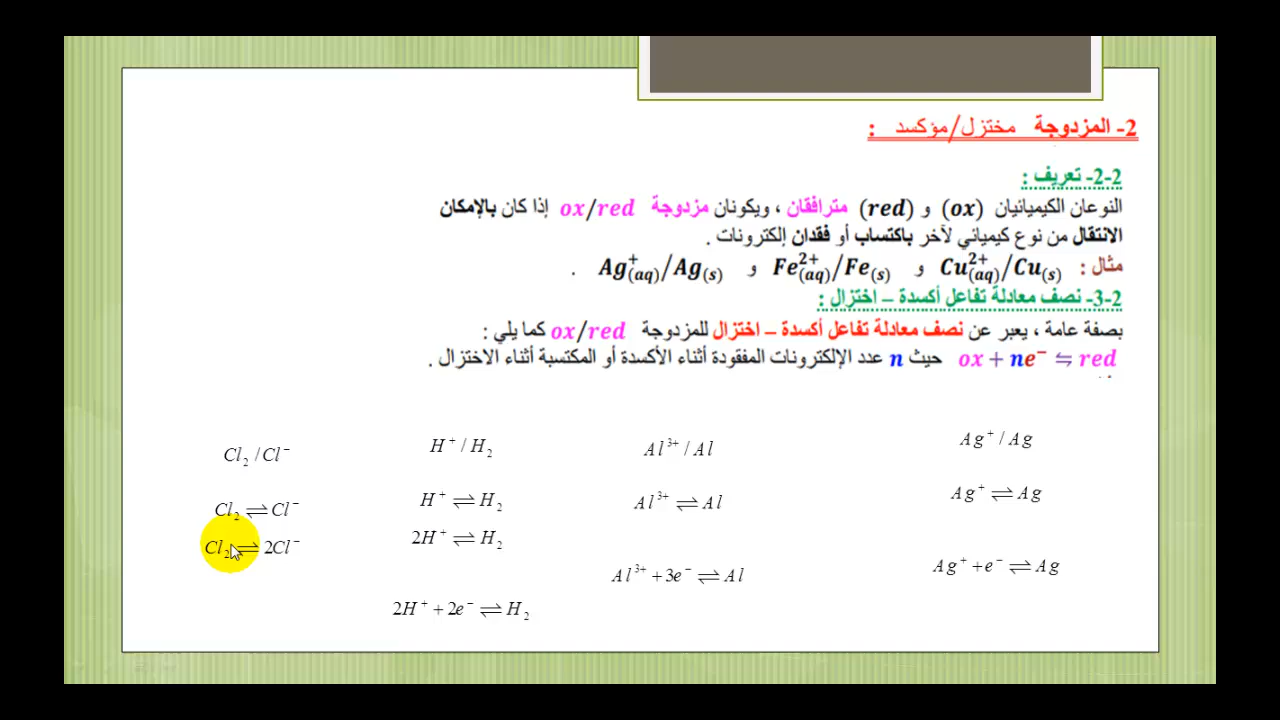 2- المزدوجة مختزل/مؤكسد :
2-2- تعريف :
النوعان الكيميائيان (ox) و (red) مترافقان ، ويكونان مزدوجة ox/red إذا كان بالإمكان
الانتقال من نوع كيميائي لآخر باكتساب أو فقدان إلكترونات .
مثال : Cu²⁺(aq)/Cu(s) و Fe²⁺(aq)/Fe(s) و Ag⁺(aq)/Ag(s) .
3-2- نصف معادلة تفاعل أكسدة – اختزال :
بصفة عامة ، يعبر عن نصف معادلة تفاعل أكسدة – اختزال للمزدوجة ox/red كما يلي :
ox + ne⁻ ⇋ red حيث n عدد الإلكترونات المفقودة أثناء الأكسدة أو المكتسبة أثناء الاختزال .
Ag⁺ / Ag
Ag⁺ ⇌ Ag
Ag⁺ + e⁻ ⇌ Ag
Al³⁺ / Al
Al³⁺ ⇌ Al
Al³⁺ + 3e⁻ ⇌ Al
H⁺ / H₂
H⁺ ⇌ H₂
2H⁺ ⇌ H₂
2H⁺ + 2e⁻ ⇌ H₂
Cl₂ / Cl⁻
Cl₂ ⇌ Cl⁻
Cl₂ ⇌ 2Cl⁻